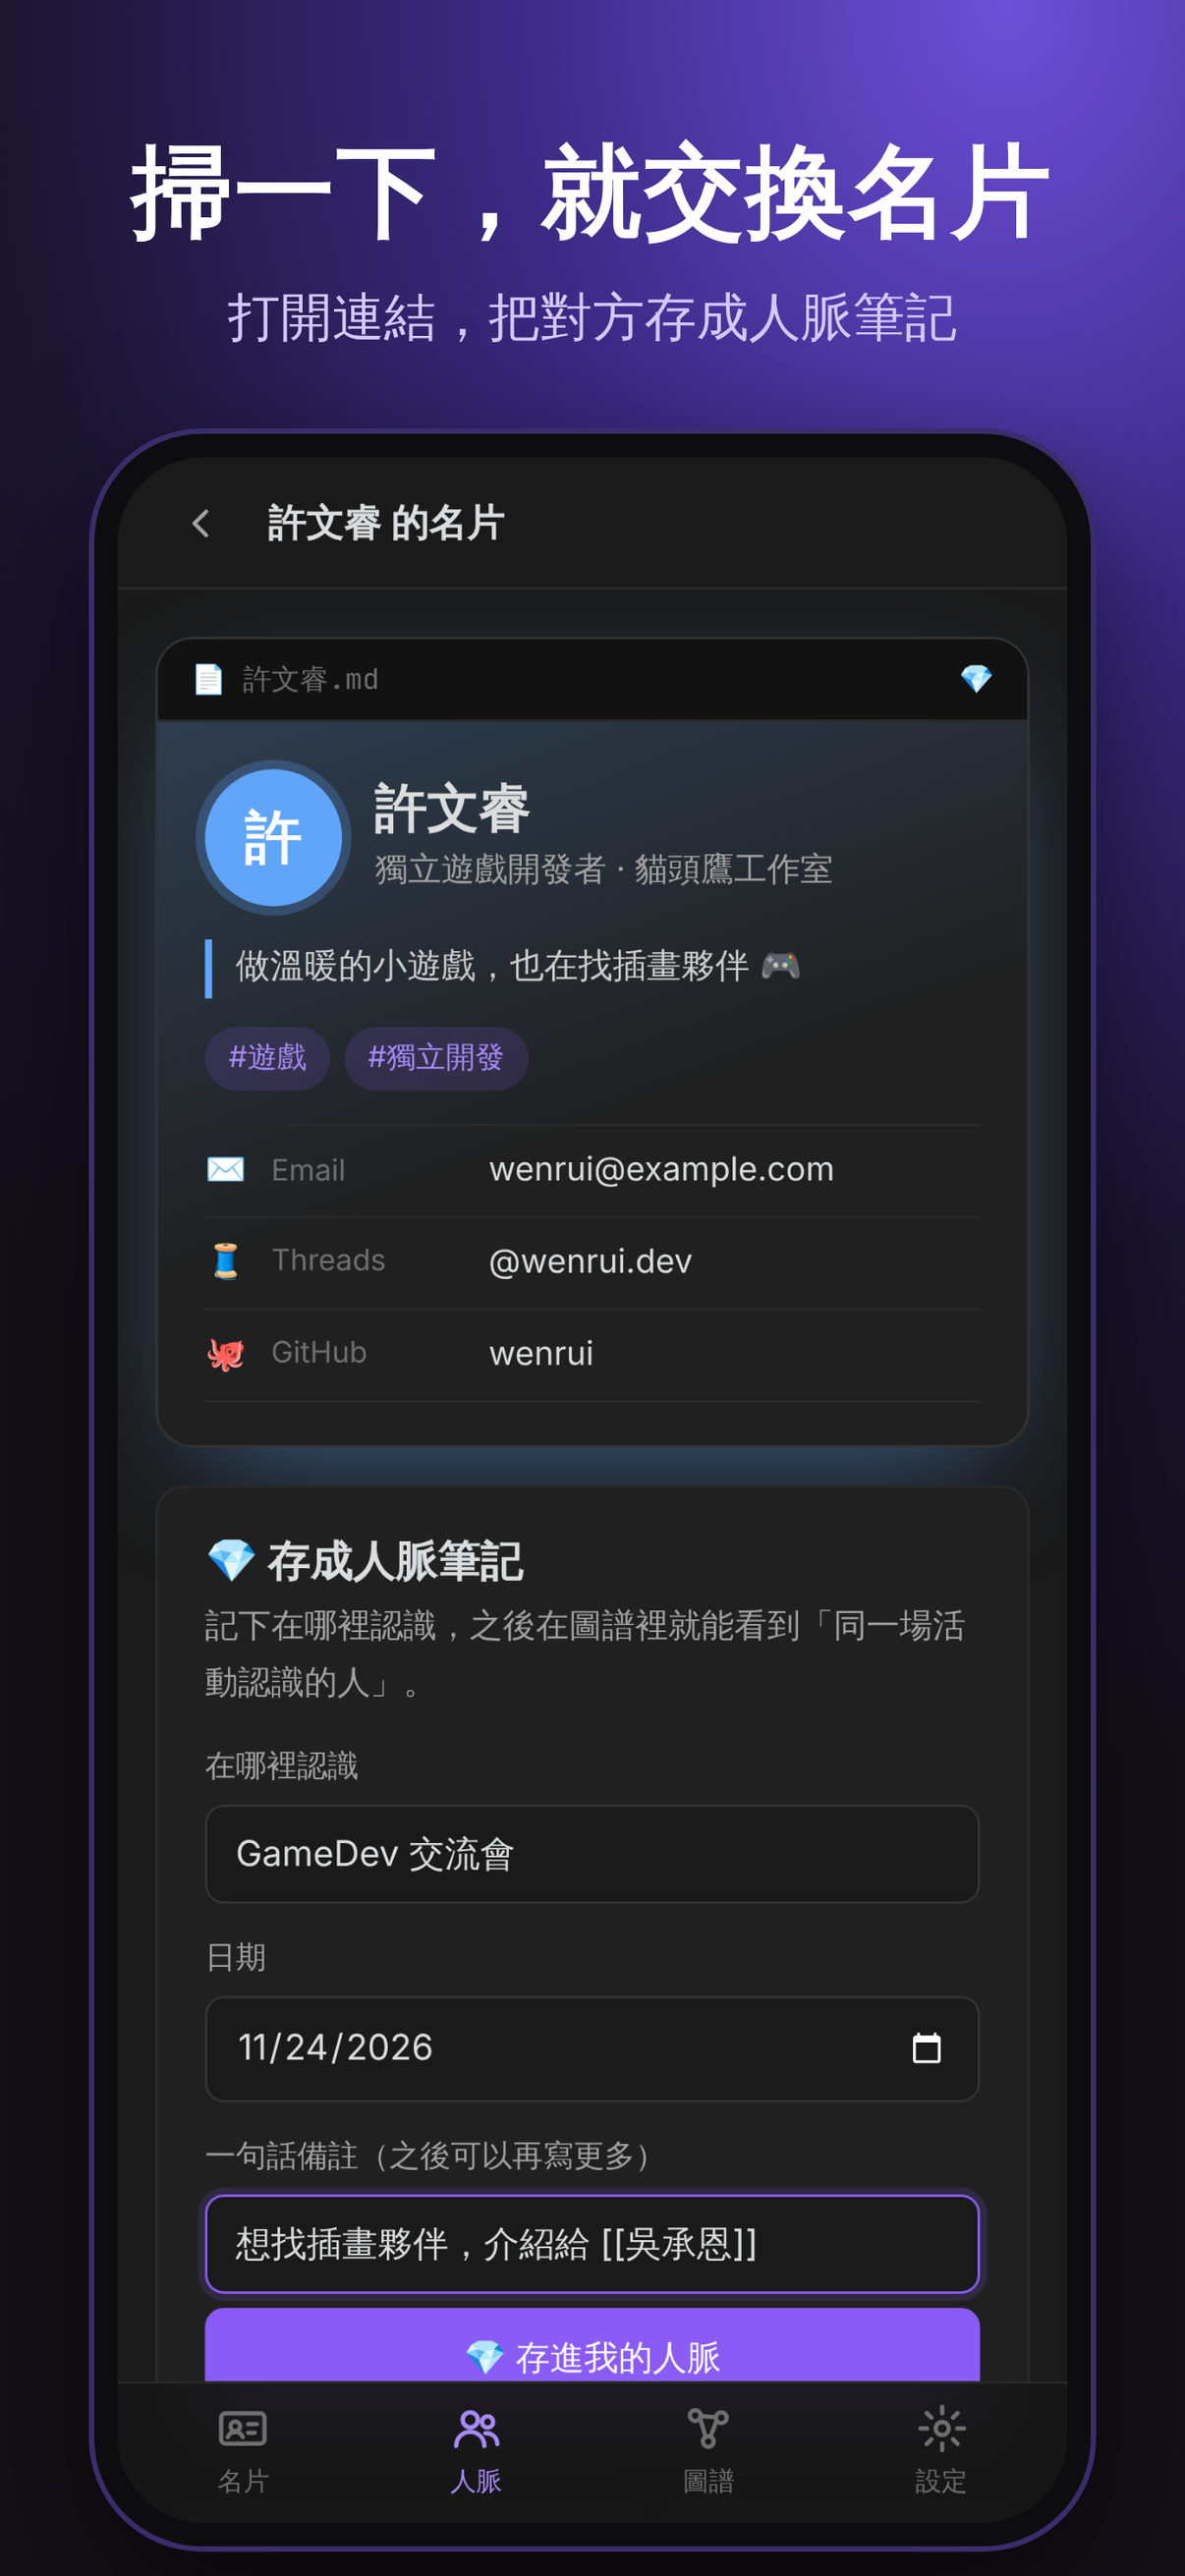 掃一下，就交換名片
打開連結，把對方存成人脈筆記
許文睿 的名片
許文睿.md
許
許文睿
獨立遊戲開發者 · 貓頭鷹工作室
做溫暖的小遊戲，也在找插畫夥伴 🎮
#遊戲 #獨立開發
Email wenrui@example.com
Threads @wenrui.dev
GitHub wenrui
💎 存成人脈筆記
記下在哪裡認識，之後在圖譜裡就能看到「同一場活
動認識的人」。
在哪裡認識
GameDev 交流會
日期
11/24/2026
一句話備註（之後可以再寫更多）
想找插畫夥伴，介紹給 [[吳承恩]]
💎 存進我的人脈
名片 人脈 圖譜 設定